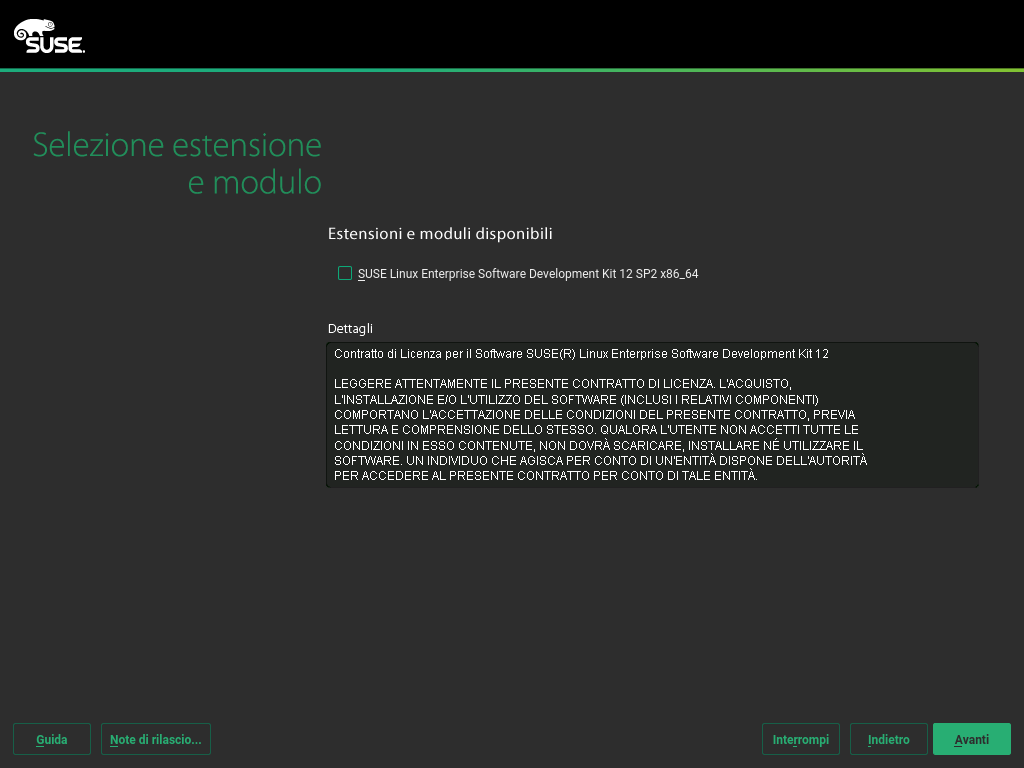 SUSE.
Selezione estensione
e modulo
Estensioni e moduli disponibili
SUSE Linux Enterprise Software Development Kit 12 SP2 x86_64
Dettagli
Contratto di Licenza per il Software SUSE(R) Linux Enterprise Software Development Kit 12
LEGGERE ATTENTAMENTE IL PRESENTE CONTRATTO DI LICENZA. L'ACQUISTO,
L'INSTALLAZIONE E/O L'UTILIZZO DEL SOFTWARE (INCLUSI I RELATIVI COMPONENTI)
COMPORTANO L'ACCETTAZIONE DELLE CONDIZIONI DEL PRESENTE CONTRATTO, PREVIA
LETTURA E COMPRENSIONE DELLO STESSO. QUALORA L'UTENTE NON ACCETTI TUTTE LE
CONDIZIONI IN ESSO CONTENUTE, NON DOVRÀ SCARICARE, INSTALLARE NÉ UTILIZZARE IL
SOFTWARE. UN INDIVIDUO CHE AGISCA PER CONTO DI UN'ENTITÀ DISPONE DELL'AUTORITÀ
PER ACCEDERE AL PRESENTE CONTRATTO PER CONTO DI TALE ENTITÀ.
Guida Note di rilascio... Interrompi Indietro Avanti